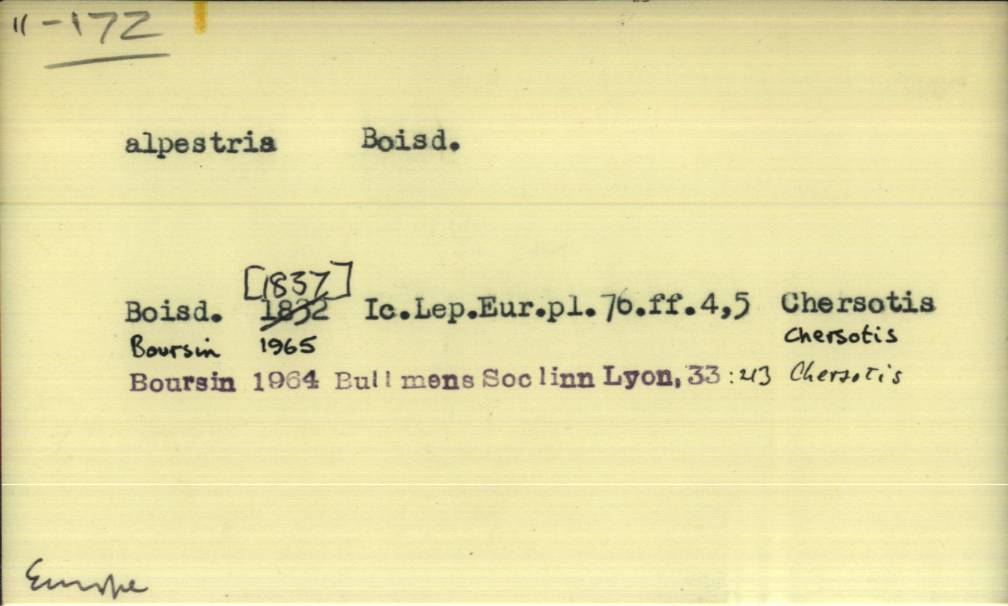 11-172
alpestris Boisd.
[1837]
Boisd. 1832 Ic.Lep.Eur.pl.76.ff.4,5 Chersotis
Boursin 1965 Chersotis
Boursin 1964 Bull mens Soc linn Lyon, 33:213 Chersotis
Europe